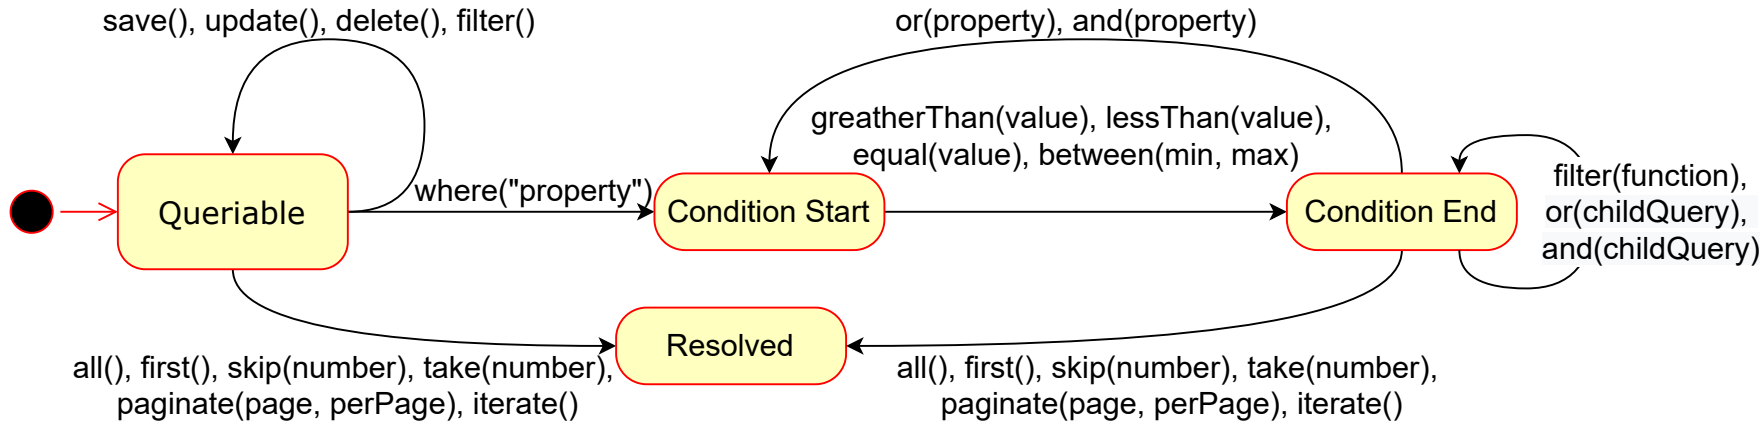 save(), update(), delete(), filter()
or(property), and(property)
greatherThan(value), lessThan(value),
equal(value), between(min, max)
where("property")
Queriable
Condition Start
Condition End
filter(function),
or(childQuery),
and(childQuery)
Resolved
all(), first(), skip(number), take(number),
paginate(page, perPage), iterate()
all(), first(), skip(number), take(number),
paginate(page, perPage), iterate()